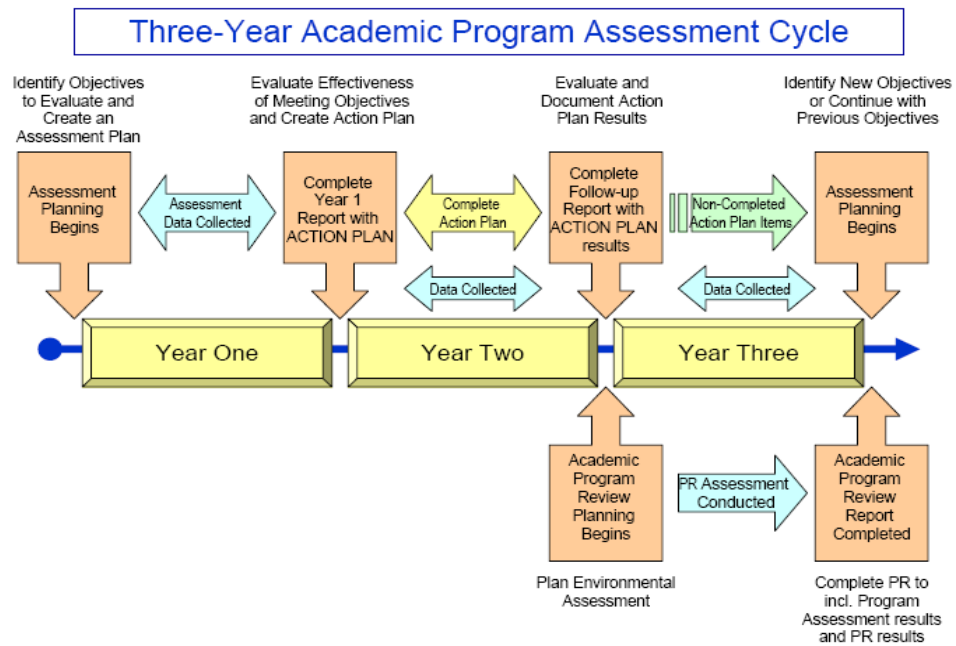 Three-Year Academic Program Assessment Cycle
Identify Objectives
to Evaluate and
Create an
Assessment Plan
Evaluate Effectiveness
of Meeting Objectives
and Create Action Plan
Evaluate and
Document Action
Plan Results
Identify New Objectives
or Continue with
Previous Objectives
Assessment
Planning
Begins
Assessment
Data Collected
Complete
Year 1
Report with
ACTION PLAN
Complete
Action Plan
Complete
Follow-up
Report with
ACTION PLAN
results
Non-Completed
Action Plan Items
Assessment
Planning
Begins
Data Collected
Data Collected
Year One
Year Two
Year Three
Academic
Program
Review
Planning
Begins
PR Assessment
Conducted
Academic
Program
Review
Report
Completed
Plan Environmental
Assessment
Complete PR to
incl. Program
Assessment results
and PR results